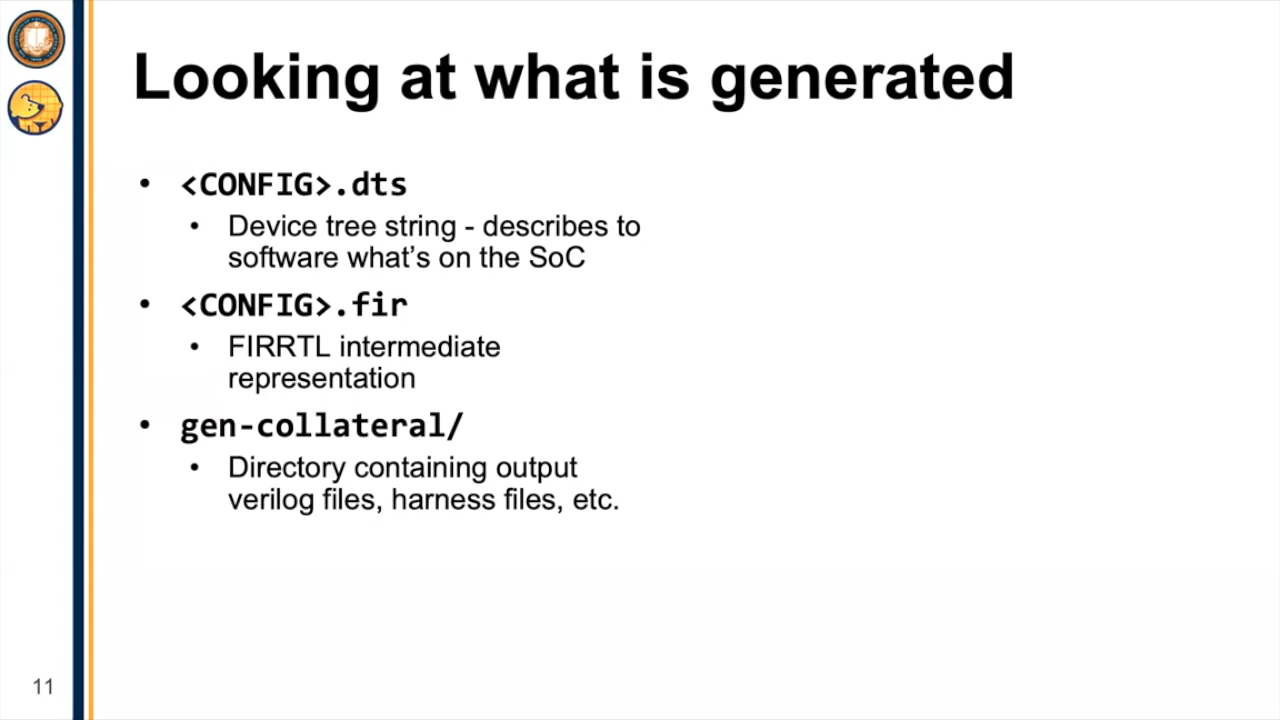 Looking at what is generated
• <CONFIG>.dts
• Device tree string - describes to
software what’s on the SoC
• <CONFIG>.fir
• FIRRTL intermediate
representation
• gen-collateral/
• Directory containing output
verilog files, harness files, etc.
11